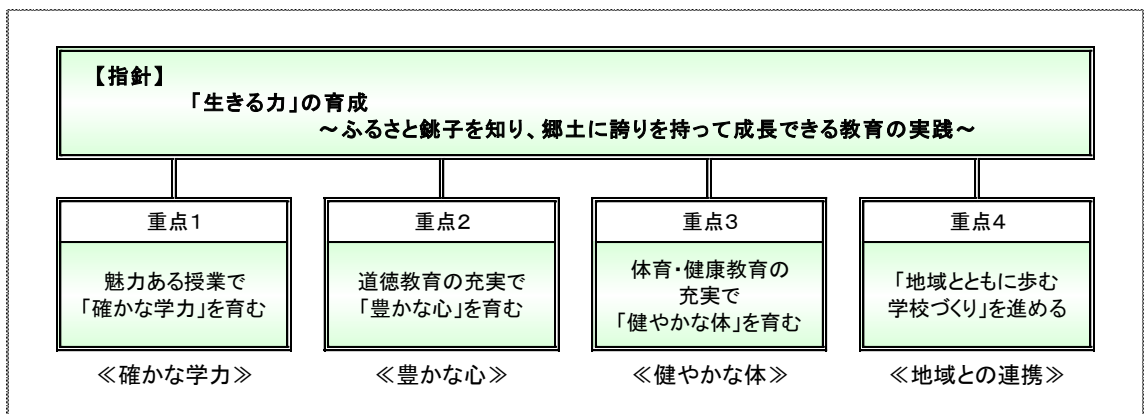 【指針】
「生きる力」の育成
～ふるさと銚子を知り、郷土に誇りを持って成長できる教育の実践～
重点1
魅力ある授業で
「確かな学力」を育む
≪確かな学力≫
重点2
道徳教育の充実で
「豊かな心」を育む
≪豊かな心≫
重点3
体育・健康教育の
充実で
「健やかな体」を育む
≪健やかな体≫
重点4
「地域とともに歩む
学校づくり」を進める
≪地域との連携≫